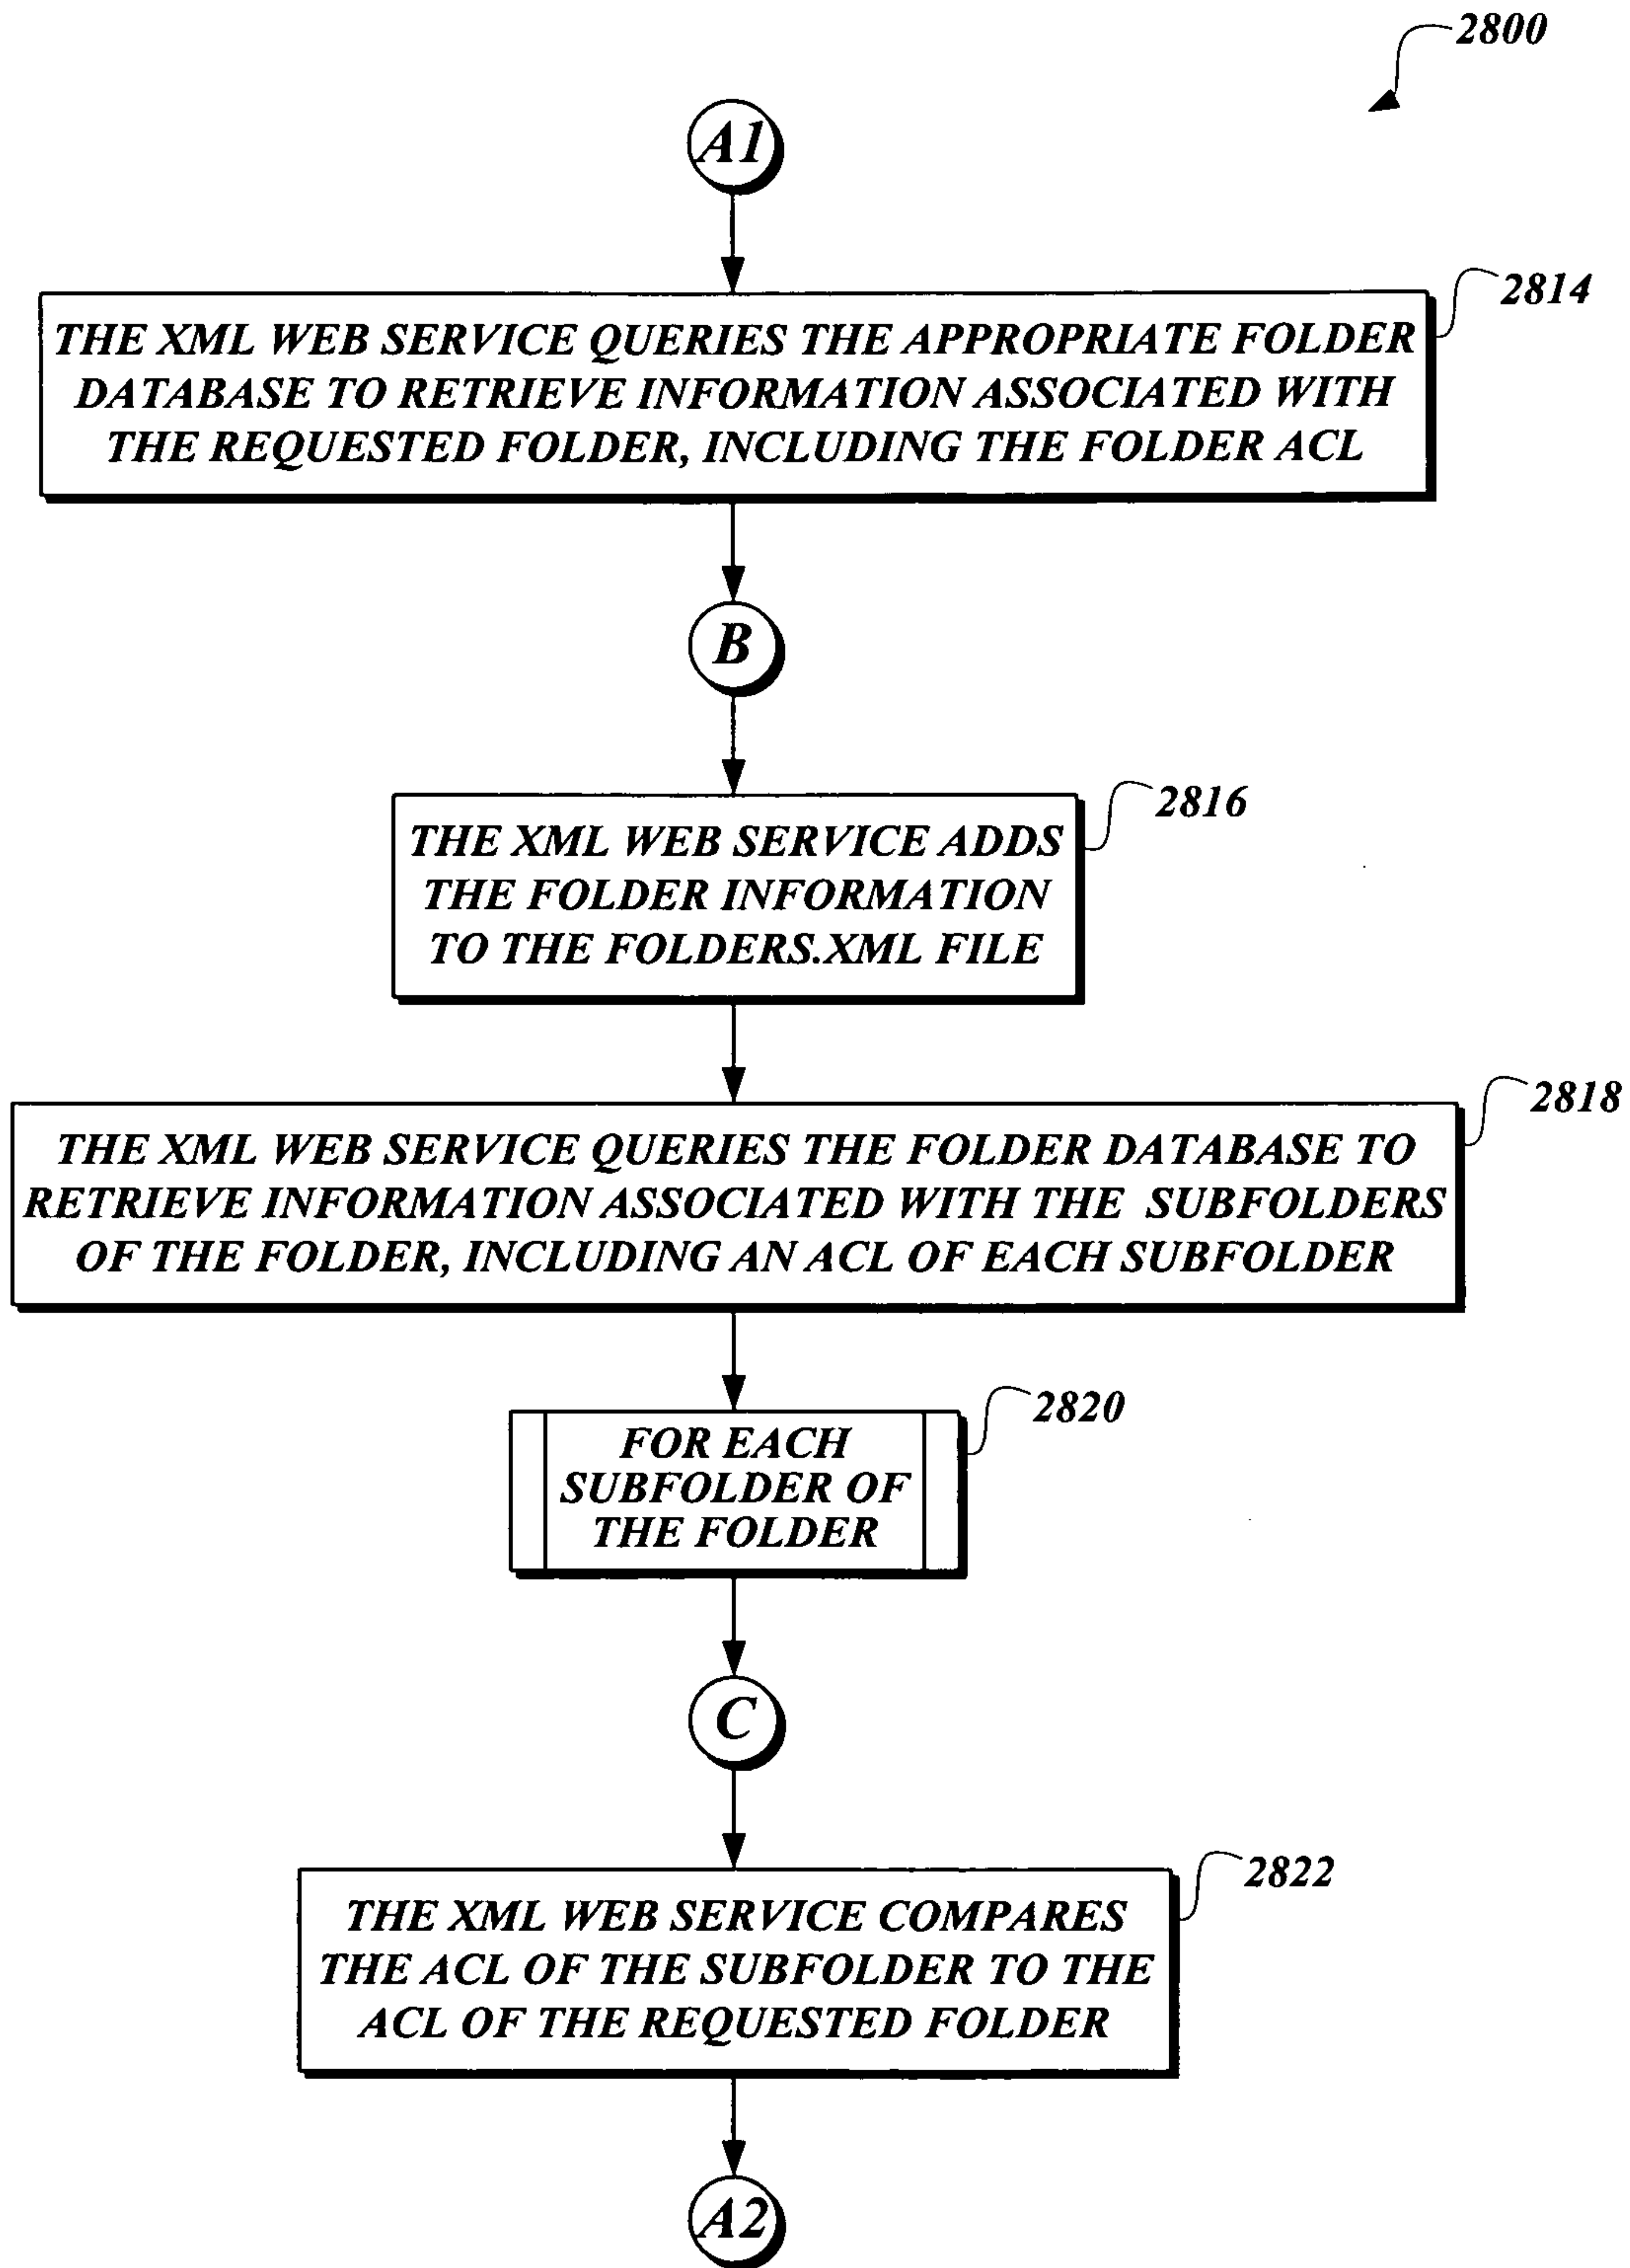 2800
A1
2814
THE XML WEB SERVICE QUERIES THE APPROPRIATE FOLDER
DATABASE TO RETRIEVE INFORMATION ASSOCIATED WITH
THE REQUESTED FOLDER, INCLUDING THE FOLDER ACL
B
2816
THE XML WEB SERVICE ADDS
THE FOLDER INFORMATION
TO THE FOLDERS.XML FILE
2818
THE XML WEB SERVICE QUERIES THE FOLDER DATABASE TO
RETRIEVE INFORMATION ASSOCIATED WITH THE SUBFOLDERS
OF THE FOLDER, INCLUDING AN ACL OF EACH SUBFOLDER
2820
FOR EACH
SUBFOLDER OF
THE FOLDER
C
2822
THE XML WEB SERVICE COMPARES
THE ACL OF THE SUBFOLDER TO THE
ACL OF THE REQUESTED FOLDER
A2